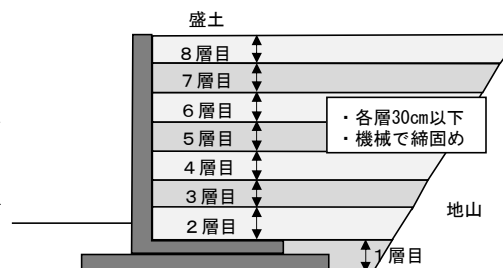 盛土
8層目
7層目
6層目
5層目
4層目
3層目
2層目
1層目
・各層30cm以下
・機械で締固め
地山